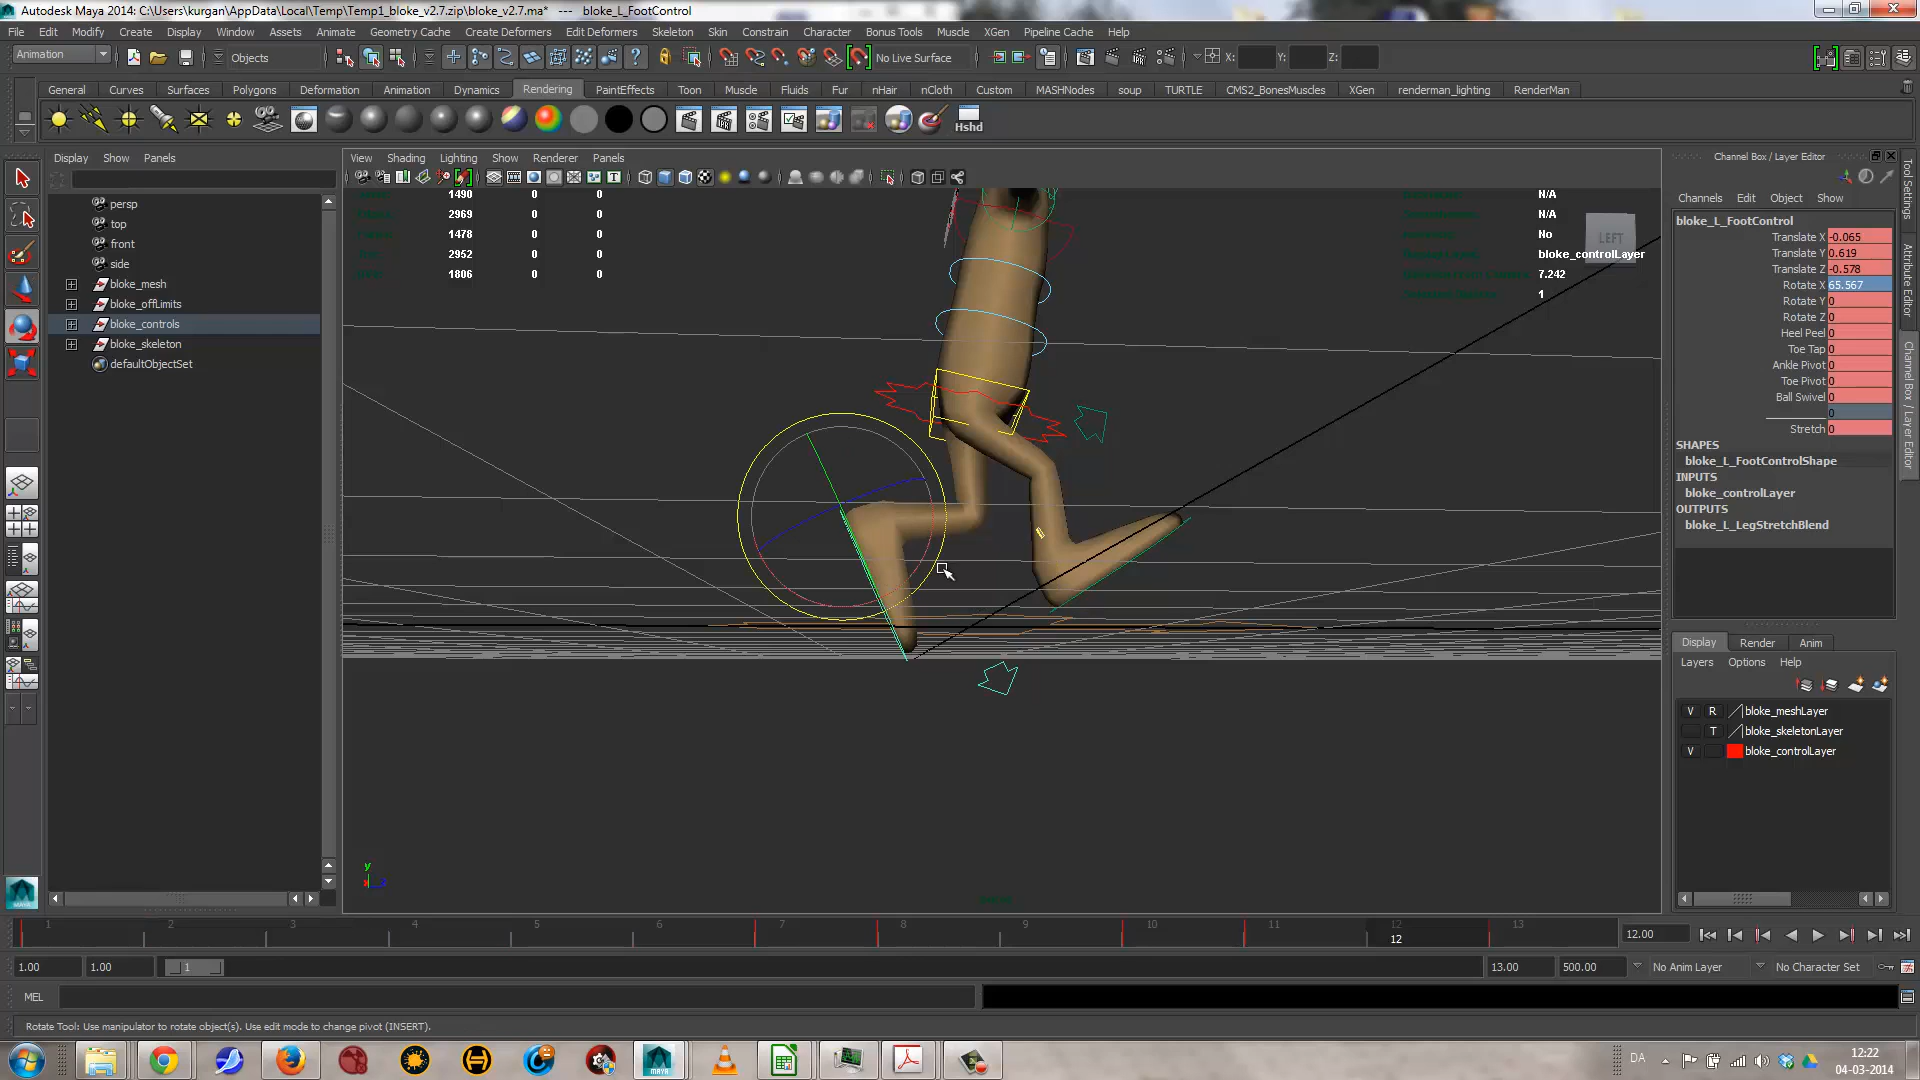 Autodesk Maya 2014: C:\Users\kurgan\AppData\Local\Temp\Temp1_bloke_v2.7.zip\bloke_v2.7.ma* --- bloke_L_FootControl
File Edit Modify Create Display Window Assets Animate Geometry Cache Create Deformers Edit Deformers Skeleton Skin Constrain Character Bonus Tools Muscle XGen Pipeline Cache Help
Animation Objects No Live Surface X: Y: Z:
General Curves Surfaces Polygons Deformation Animation Dynamics Rendering PaintEffects Toon Muscle Fluids Fur nHair nCloth Custom MASHNodes soup TURTLE CMS2_BonesMuscles XGen renderman_lighting RenderMan
Hshd
Display Show Panels
View Shading Lighting Show Renderer Panels
persp
top
front
side
bloke_mesh
bloke_offLimits
bloke_controls
bloke_skeleton
defaultObjectSet
1490 0 0
2969 0 0
1478 0 0
2952 0 0
1806 0 0
N/A
N/A
No
bloke_controlLayer
7.242
1
LEFT
y
Channel Box / Layer Editor
Channels Edit Object Show
bloke_L_FootControl
Translate X -0.065
Translate Y 0.619
Translate Z -0.578
Rotate X 65.567
Rotate Y 0
Rotate Z 0
Heel Peel 0
Toe Tap 0
Ankle Pivot 0
Toe Pivot 0
Ball Swivel 0
0
Stretch 0
SHAPES
bloke_L_FootControlShape
INPUTS
bloke_controlLayer
OUTPUTS
bloke_L_LegStretchBlend
Display Render Anim
Layers Options Help
V R bloke_meshLayer
T bloke_skeletonLayer
V bloke_controlLayer
Tool Settings
Attribute Editor
Channel Box / Layer Editor
1 2 3 4 5 6 7 8 9 10 11 12 13
12
12.00
1.00 1.00 1 13.00 500.00 No Anim Layer No Character Set
MEL
Rotate Tool: Use manipulator to rotate object(s). Use edit mode to change pivot (INSERT).
DA
12:22
04-03-2014